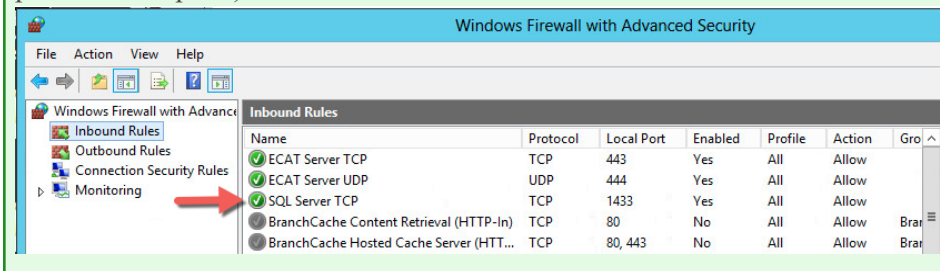 Windows Firewall with Advanced Security
File Action View Help
Windows Firewall with Advance
Inbound Rules
Outbound Rules
Connection Security Rules
Monitoring
Inbound Rules
Name Protocol Local Port Enabled Profile Action Gro
ECAT Server TCP TCP 443 Yes All Allow
ECAT Server UDP UDP 444 Yes All Allow
SQL Server TCP TCP 1433 Yes All Allow
BranchCache Content Retrieval (HTTP-In) TCP 80 No All Allow Bran
BranchCache Hosted Cache Server (HTT... TCP 80, 443 No All Allow Bran